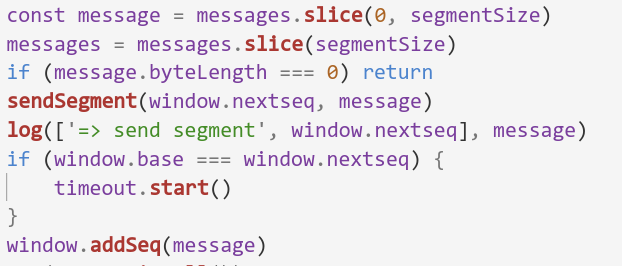 const message = messages.slice(0, segmentSize)
messages = messages.slice(segmentSize)
if (message.byteLength === 0) return
sendSegment(window.nextseq, message)
log(['=> send segment', window.nextseq], message)
if (window.base === window.nextseq) {
    timeout.start()
}
window.addSeq(message)